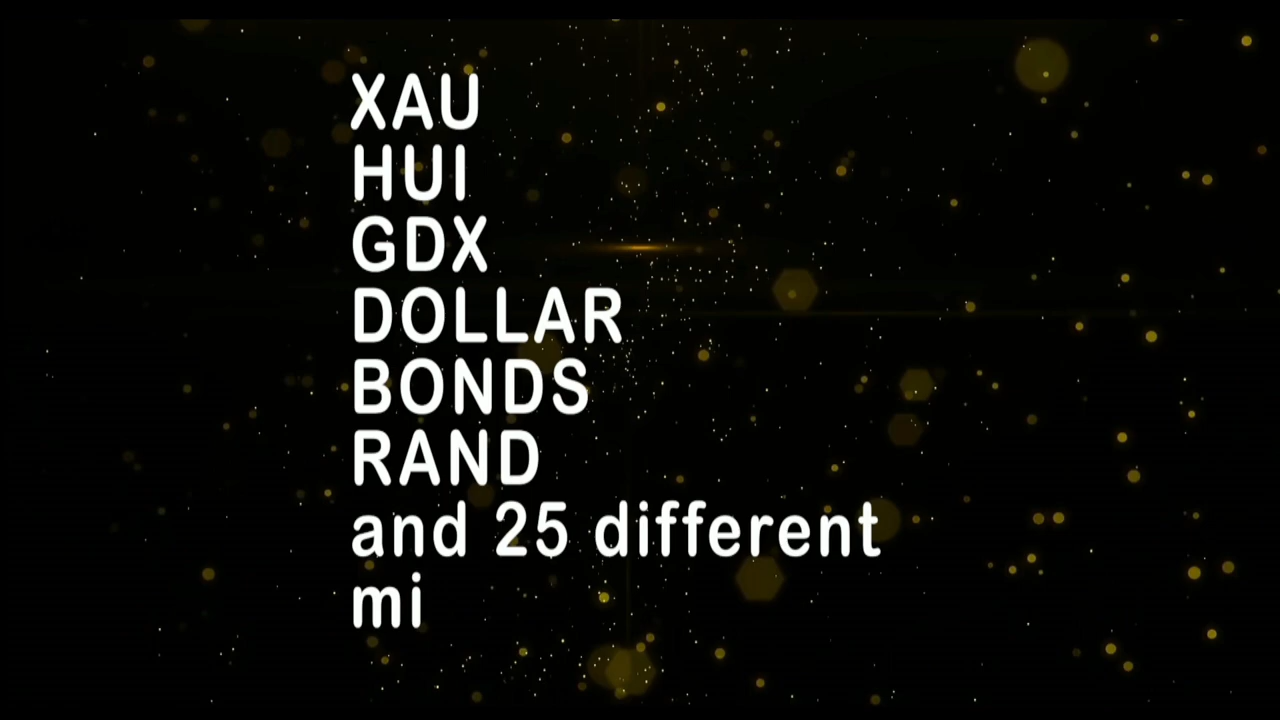 XAU
HUI
GDX
DOLLAR
BONDS
RAND
and 25 different
mi